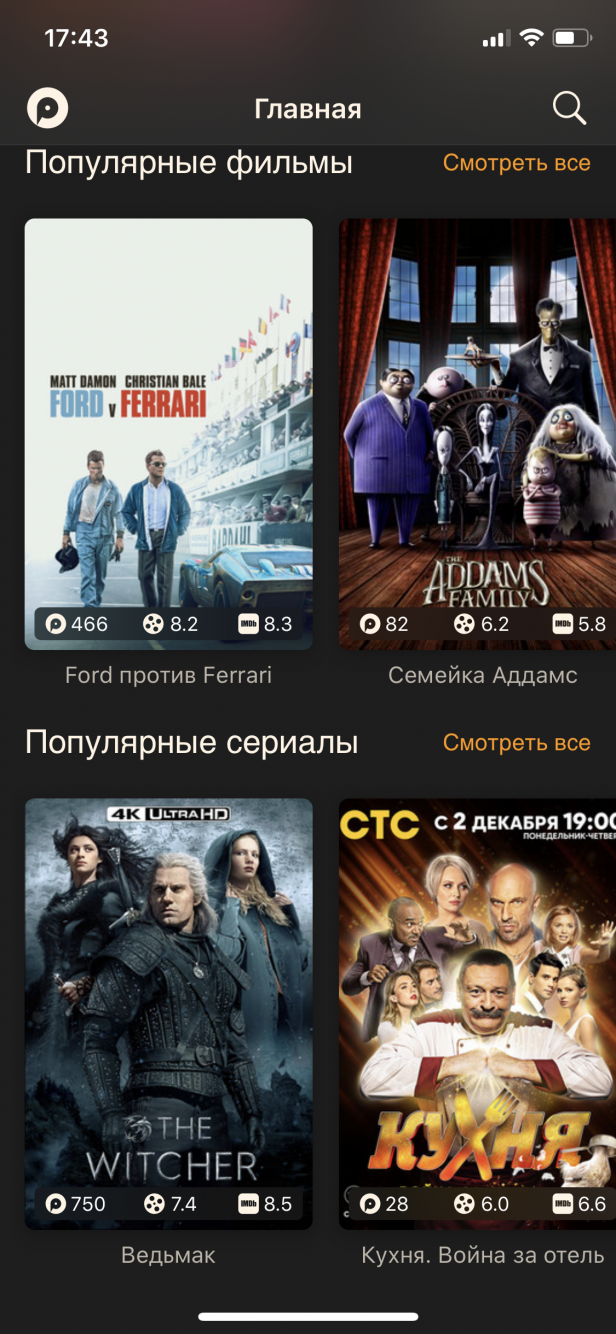 17:43
Главная
Популярные фильмы
Смотреть все
MATT DAMON CHRISTIAN BALE
FORD v FERRARI
466 8.2 IMDb 8.3
THE
ADDAMS
FAMILY
82 6.2 IMDb 5.8
Ford против Ferrari
Семейка Аддамс
Популярные сериалы
Смотреть все
4K ULTRA HD
THE
WITCHER
750 7.4 IMDb 8.5
СТС С 2 ДЕКАБРЯ 19:00
КУХНЯ
28 6.0 IMDb 6.6
Ведьмак
Кухня. Война за отель